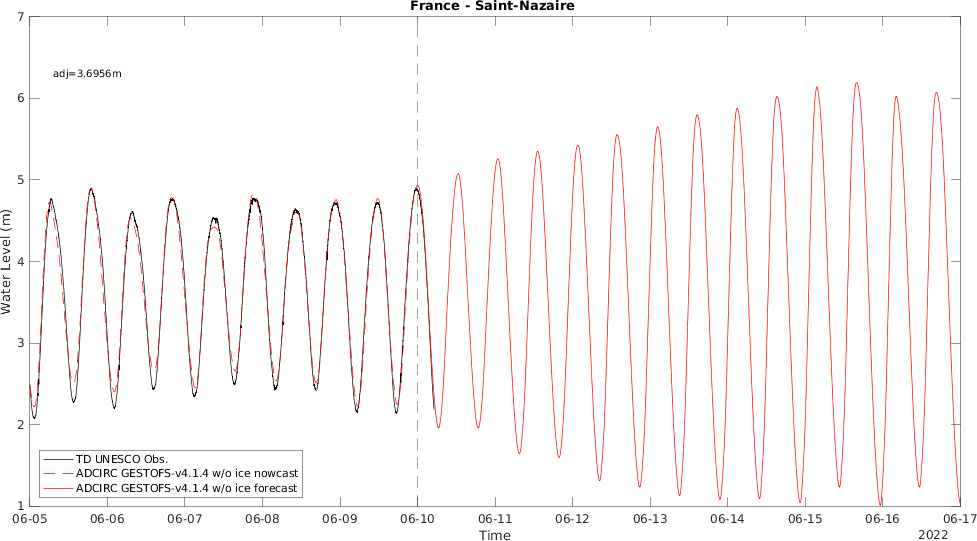 France - Saint-Nazaire
adj=3.6956m
Water Level (m)
7
6
5
4
3
2
1
TD UNESCO Obs.
ADCIRC GESTOFS-v4.1.4 w/o ice nowcast
ADCIRC GESTOFS-v4.1.4 w/o ice forecast
06-05 06-06 06-07 06-08 06-09 06-10 06-11 06-12 06-13 06-14 06-15 06-16 06-17
Time
2022